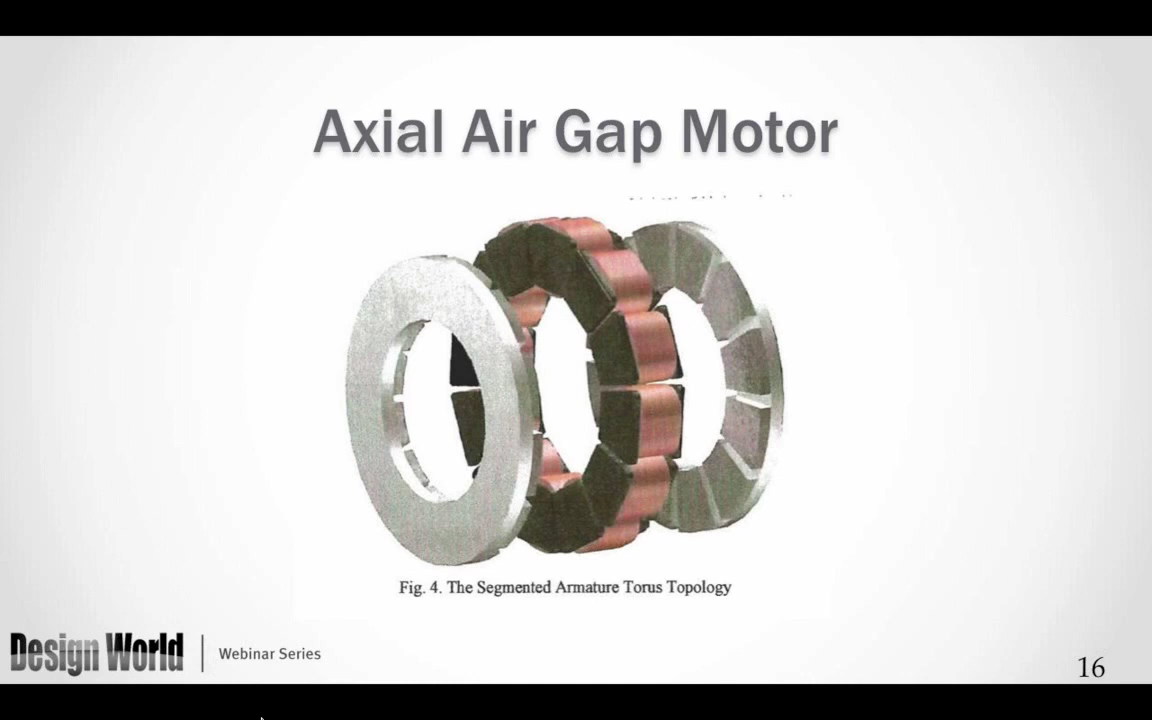 Axial Air Gap Motor
Fig. 4. The Segmented Armature Torus Topology
Design World
Webinar Series
16